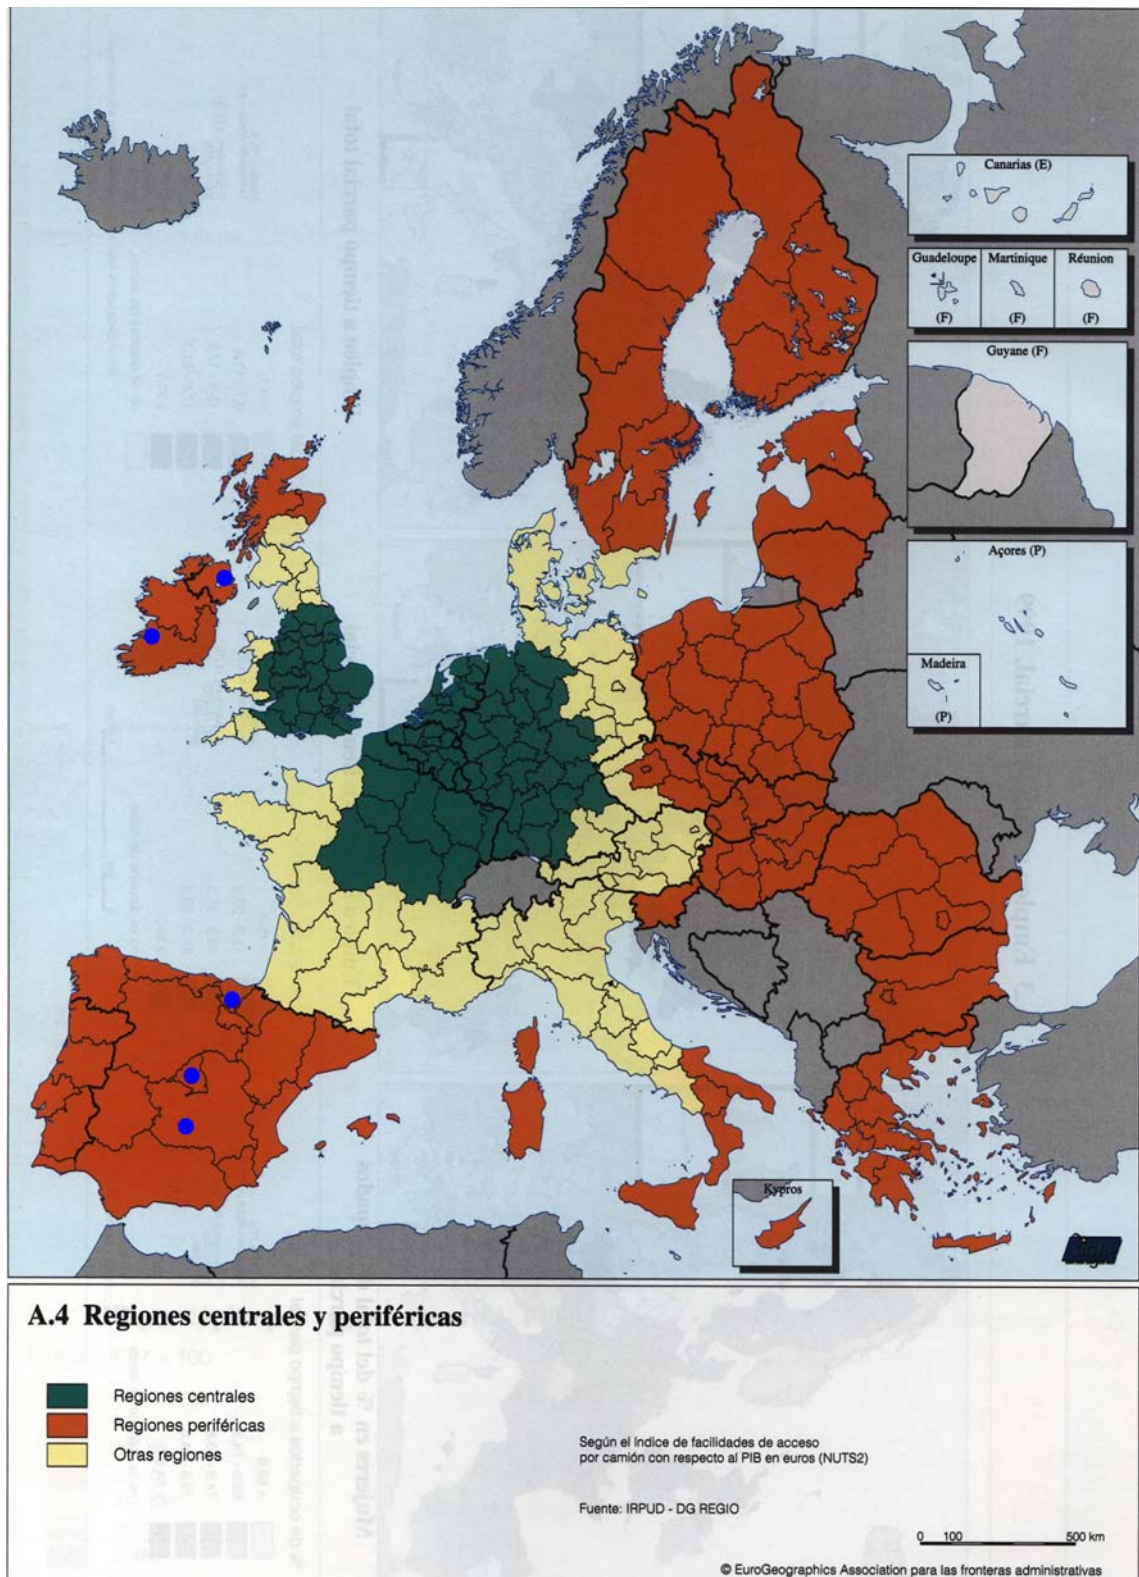 Canarias (E)
Guadeloupe
Martinique
Réunion
(F)
(F)
(F)
Guyane (F)
Açores (P)
Madeira
(P)
Kypros
A.4 Regiones centrales y periféricas
Regiones centrales
Regiones periféricas
Otras regiones
Según el índice de facilidades de acceso
por camión con respecto al PIB en euros (NUTS2)
Fuente: IRPUD - DG REGIO
0 100 500 km
© EuroGeographics Association para las fronteras administrativas